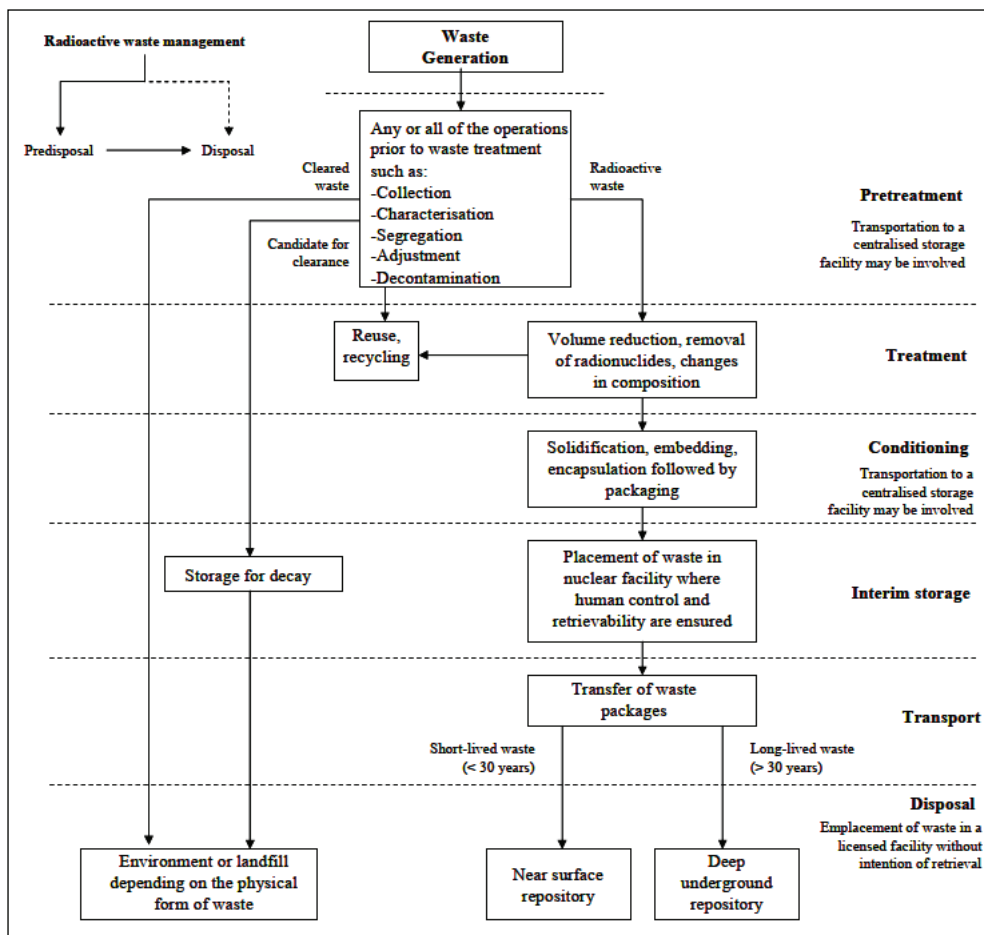 Radioactive waste management
Predisposal
Disposal
Waste
Generation
Any or all of the operations
prior to waste treatment
such as:
-Collection
-Characterisation
-Segregation
-Adjustment
-Decontamination
Cleared
waste
Radioactive
waste
Candidate for
clearance
Pretreatment
Transportation to a
centralised storage
facility may be involved
Reuse,
recycling
Volume reduction, removal
of radionuclides, changes
in composition
Treatment
Solidification, embedding,
encapsulation followed by
packaging
Conditioning
Transportation to a
centralised storage
facility may be involved
Storage for decay
Placement of waste in
nuclear facility where
human control and
retrievability are ensured
Interim storage
Transfer of waste
packages
Transport
Short-lived waste
(< 30 years)
Long-lived waste
(> 30 years)
Disposal
Emplacement of waste in a
licensed facility without
intention of retrieval
Environment or landfill
depending on the physical
form of waste
Near surface
repository
Deep
underground
repository